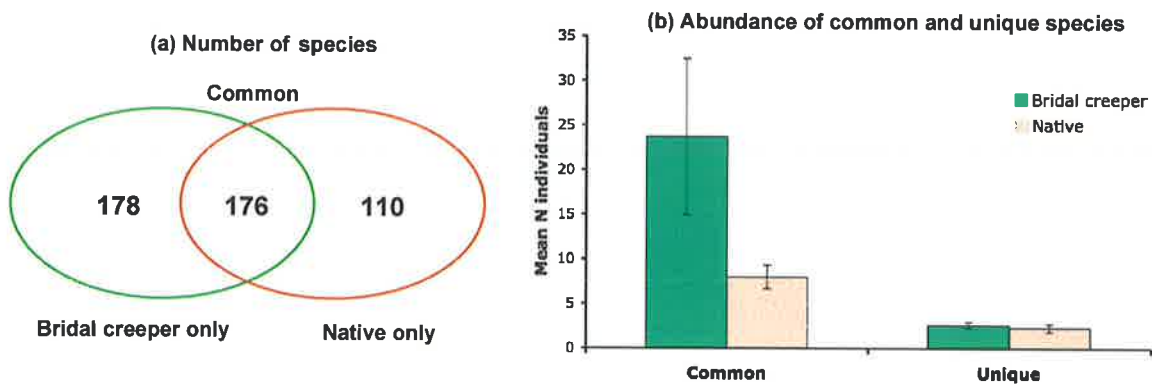 (a) Number of species
Common
178
176
110
Bridal creeper only
Native only
(b) Abundance of common and unique species
Mean N individuals
35
30
25
20
15
10
5
0
Bridal creeper
Native
Common
Unique